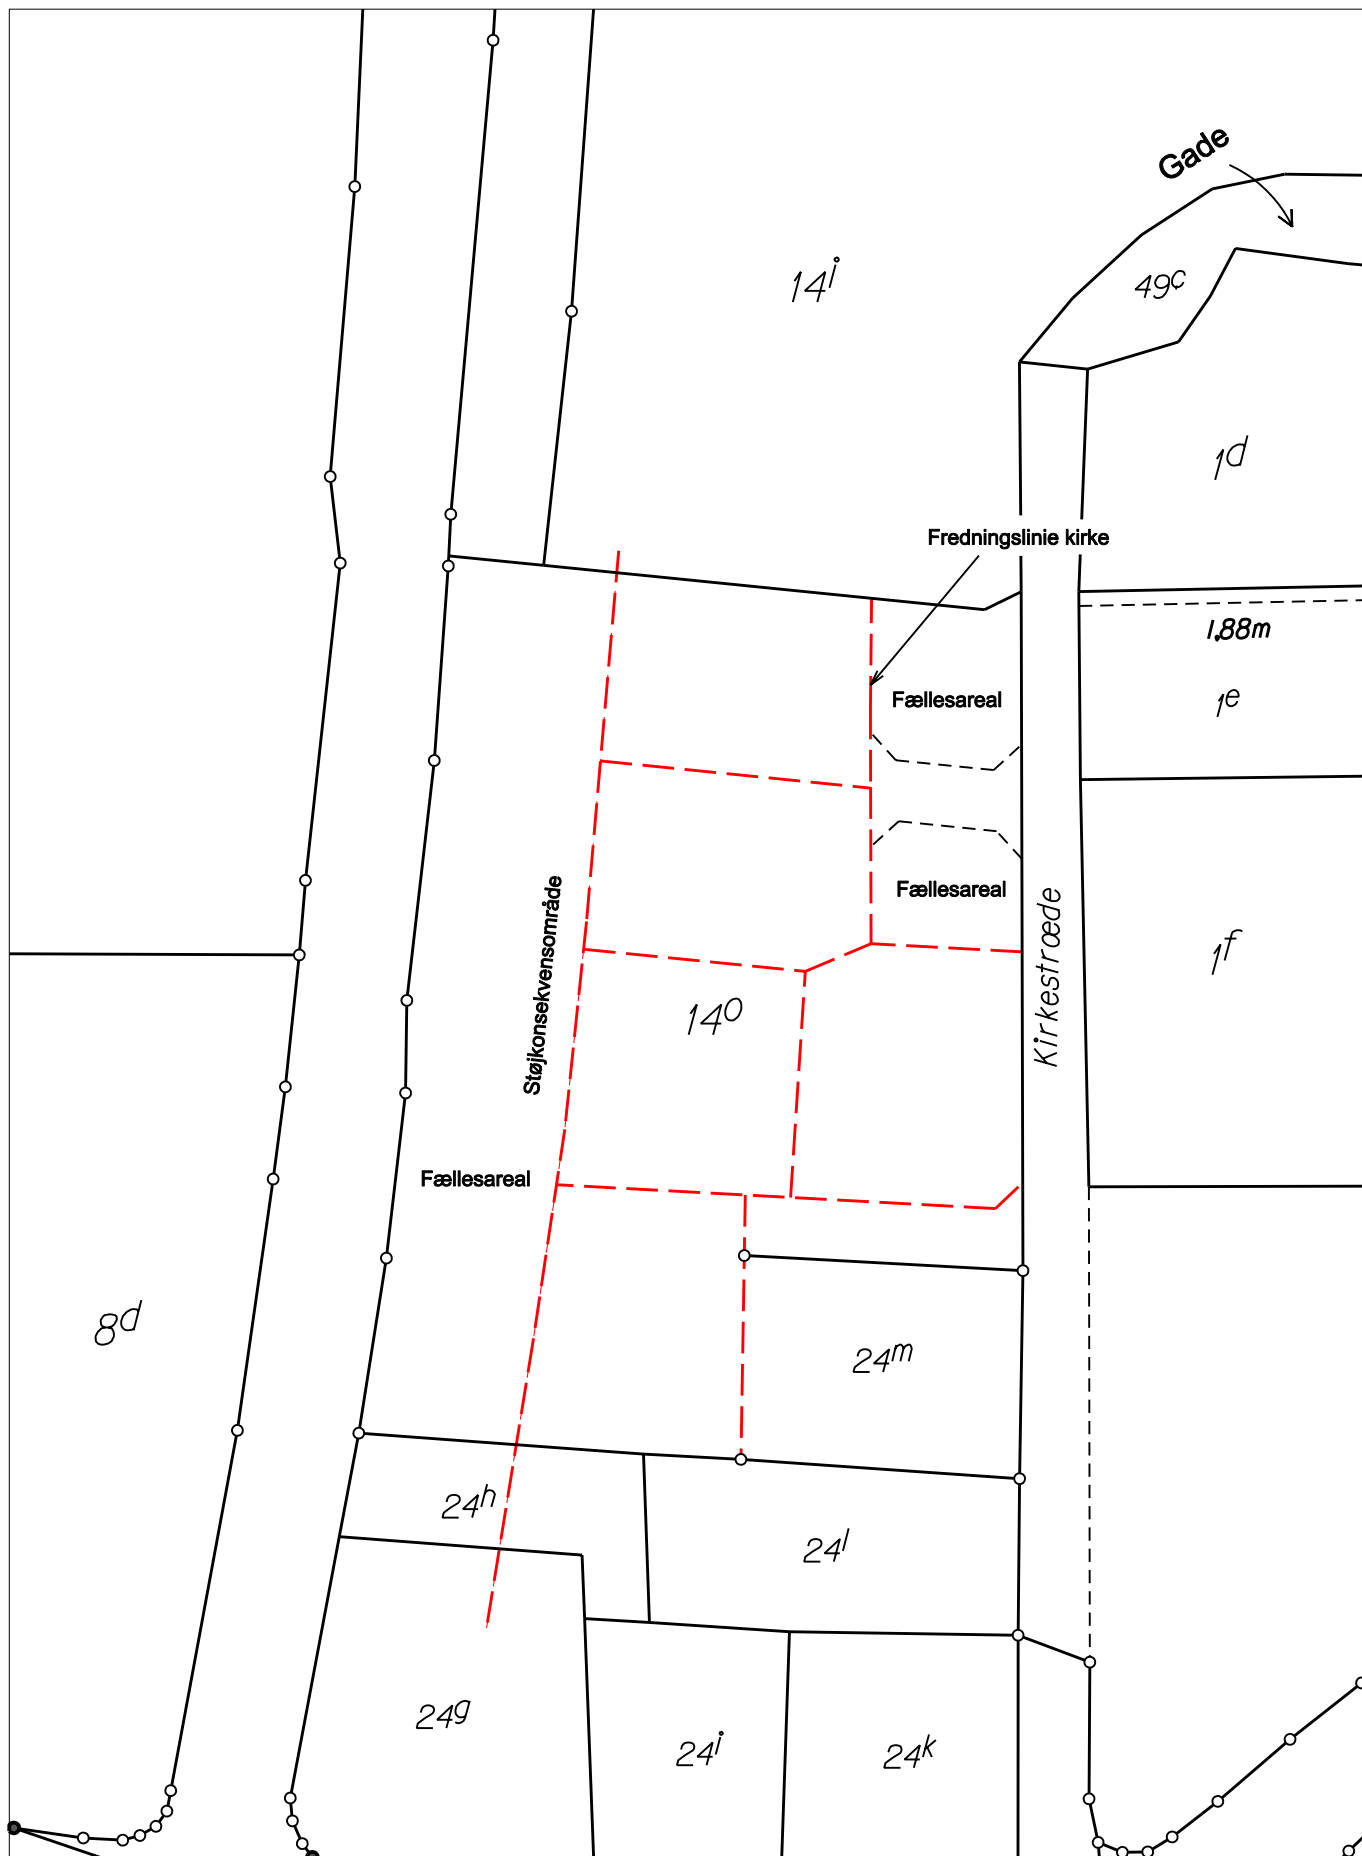 Gade
14i
49c
1d
Fredningslinie kirke
1,88m
Fællesareal
1e
Fællesareal
Støjkonsekvensområde
Kirkestræde
1f
14o
Fællesareal
8d
24m
24h
24l
24g
24i
24k